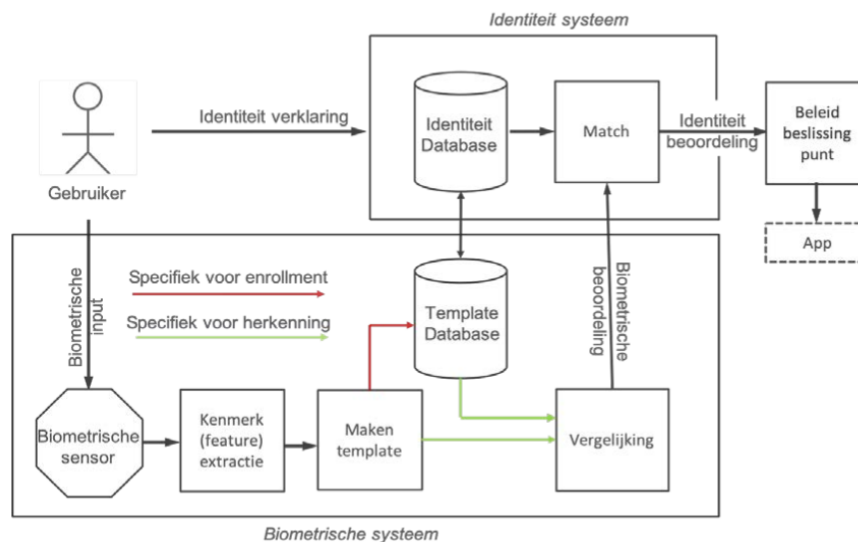 Identiteit systeem
Identiteit verklaring
Identiteit
Database
Match
Identiteit
beoordeling
Beleid
beslissing
punt
App
Gebruiker
Biometrische
input
Specifiek voor enrollment
Specifiek voor herkenning
Template
Database
Biometrische
beoordeling
Biometrische
sensor
Kenmerk
(feature)
extractie
Maken
template
Vergelijking
Biometrische systeem